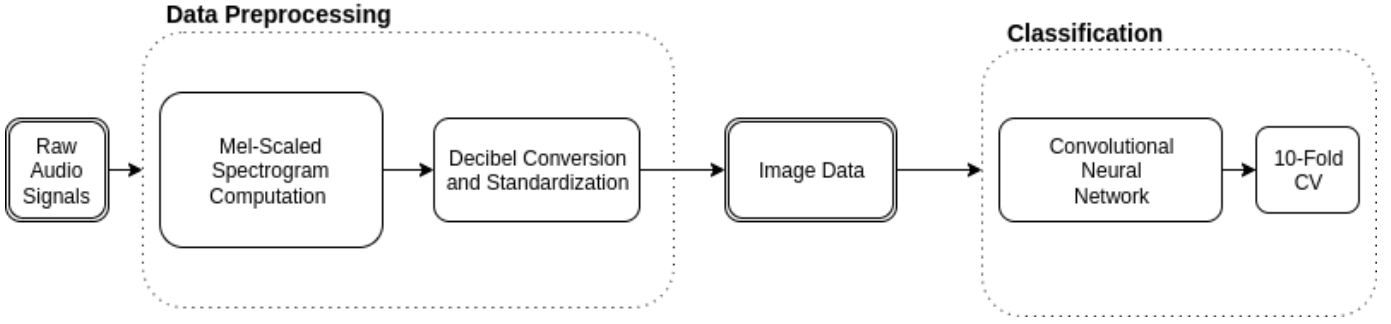 Data Preprocessing
Classification
Raw
Audio
Signals
Mel-Scaled
Spectrogram
Computation
Decibel Conversion
and Standardization
Image Data
Convolutional
Neural
Network
10-Fold
CV